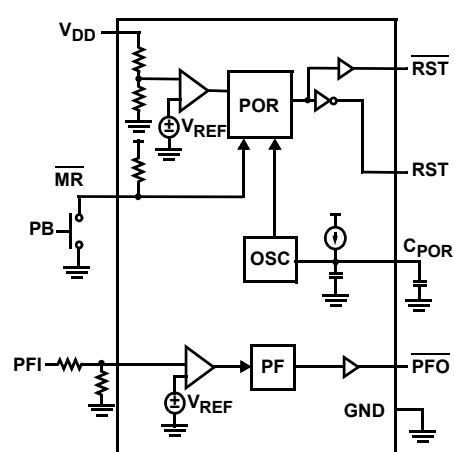 VDD
RST
POR
VREF
MR
RST
PB
OSC
CPOR
PFI
PF
PFO
VREF
GND